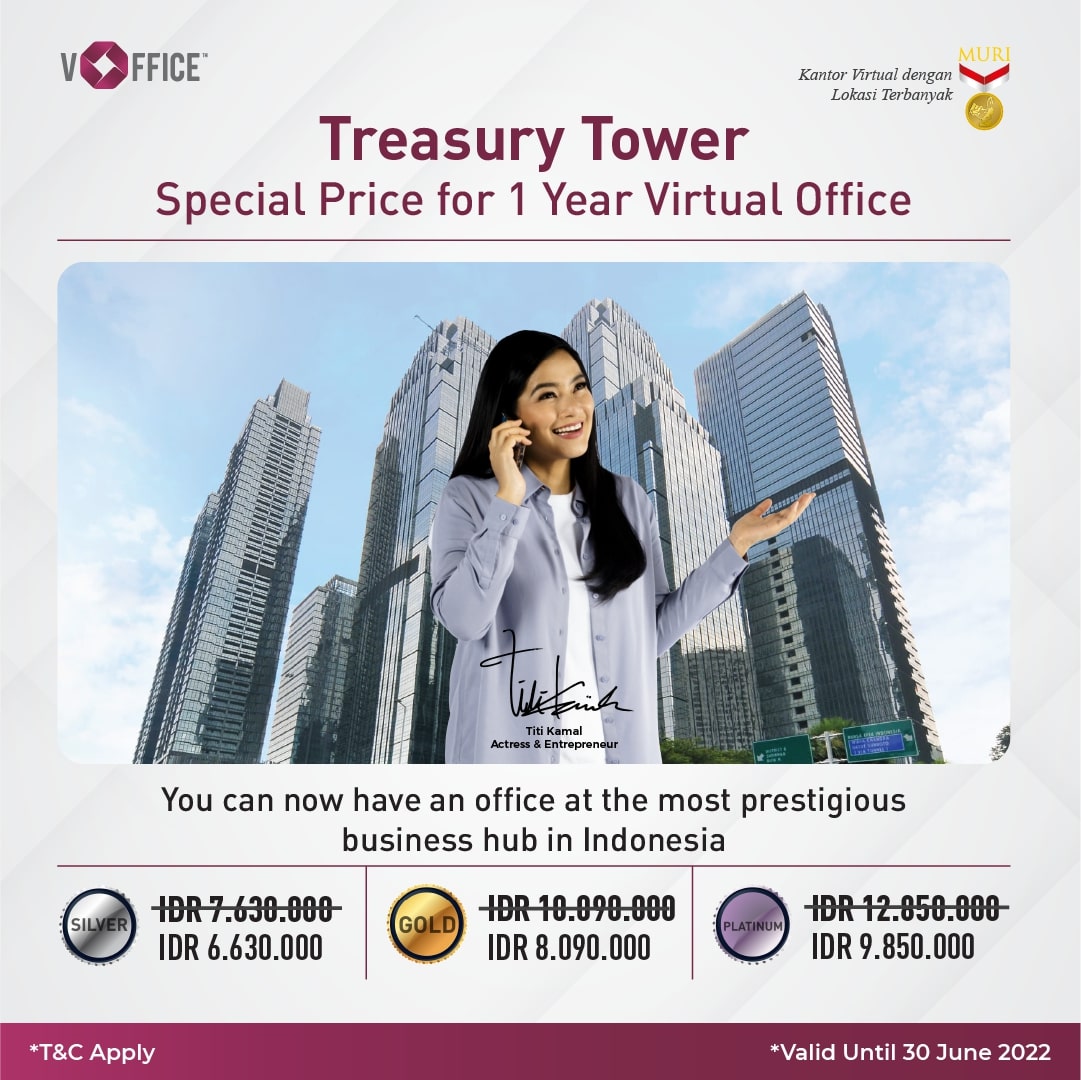 VOFFICE™
MURI
Kantor Virtual dengan
Lokasi Terbanyak
Treasury Tower
Special Price for 1 Year Virtual Office
Titi Kamal
Actress & Entrepreneur
You can now have an office at the most prestigious
business hub in Indonesia
SILVER
IDR 7.630.000
IDR 6.630.000
GOLD
IDR 10.090.000
IDR 8.090.000
PLATINUM
IDR 12.850.000
IDR 9.850.000
*T&C Apply
*Valid Until 30 June 2022